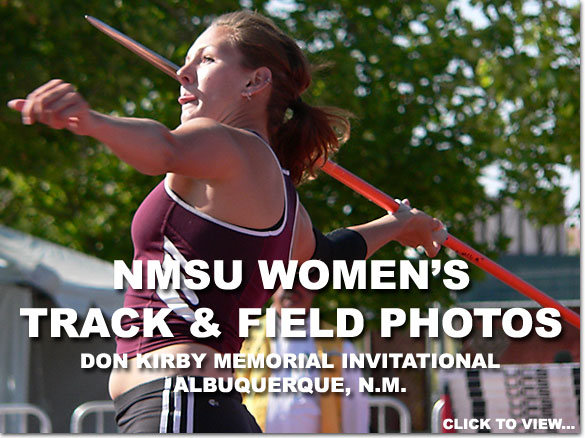 NMSU WOMEN'S
TRACK & FIELD PHOTOS
DON KIRBY MEMORIAL INVITATIONAL
ALBUQUERQUE, N.M.
CLICK TO VIEW...